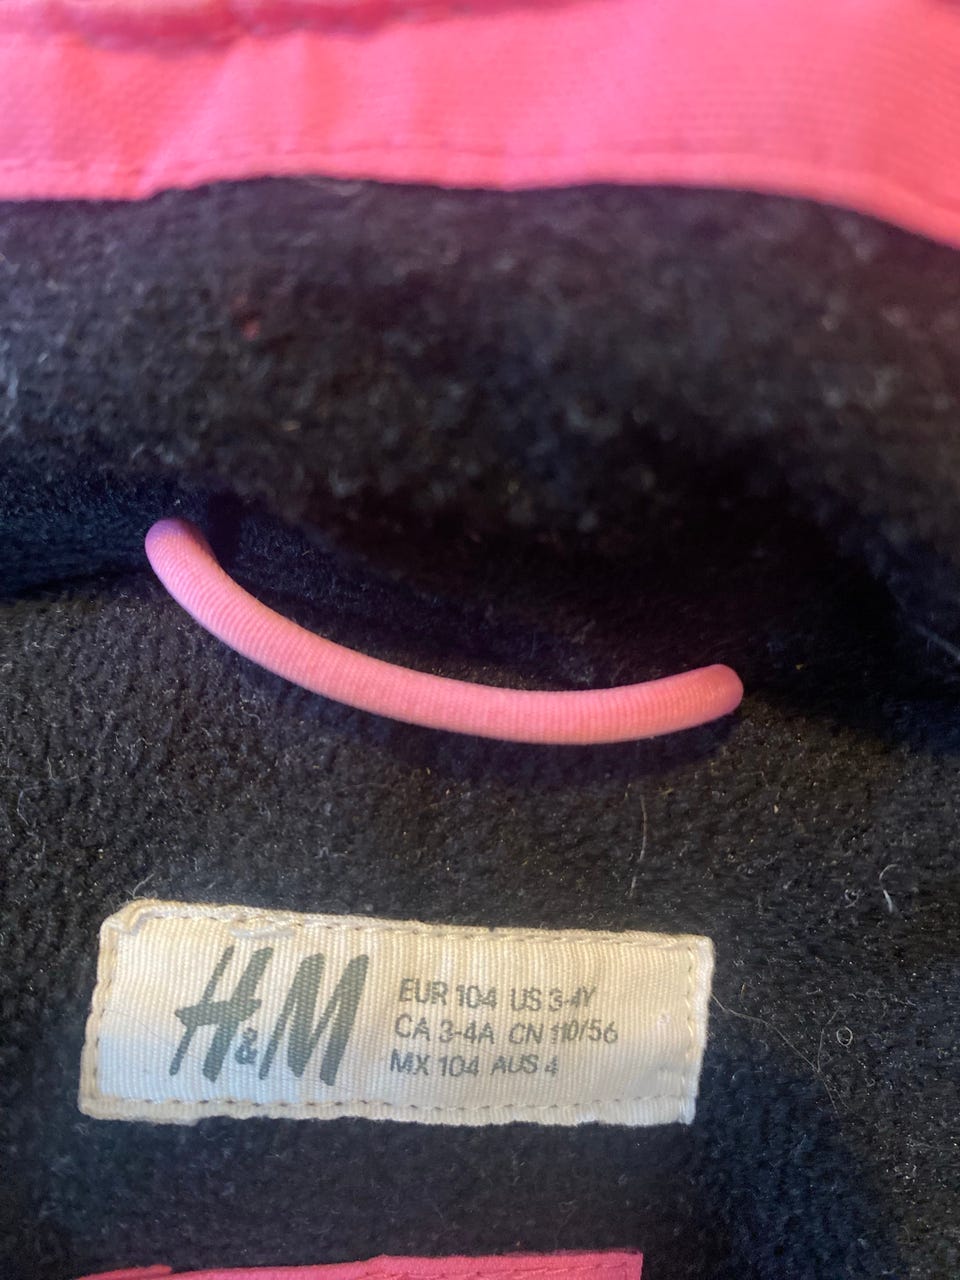 H&M
EUR 104 US 3-4Y
CA 3-4A CN 110/56
MX 104 AUS 4